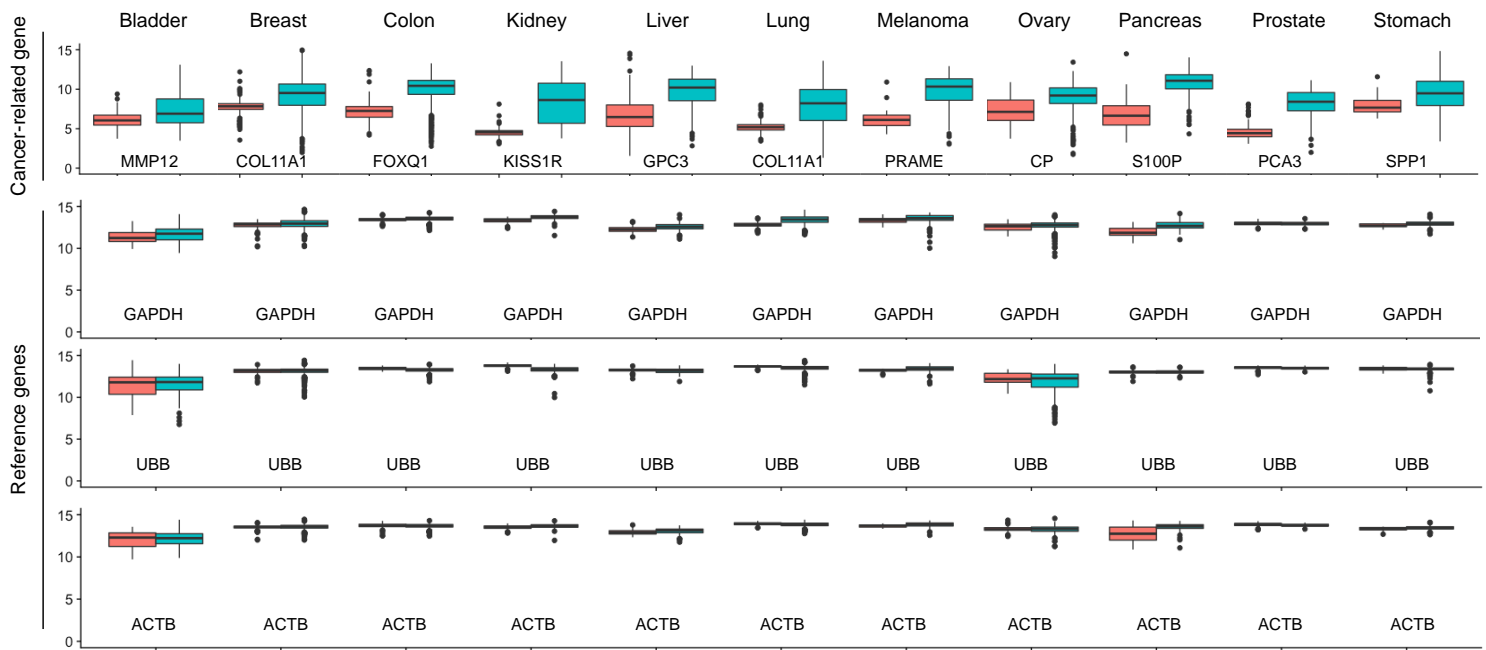 Bladder Breast Colon Kidney Liver Lung Melanoma Ovary Pancreas Prostate Stomach
Cancer-related gene
15
10
5
0
MMP12 COL11A1 FOXQ1 KISS1R GPC3 COL11A1 PRAME CP S100P PCA3 SPP1
Reference genes
15
10
5
0
GAPDH GAPDH GAPDH GAPDH GAPDH GAPDH GAPDH GAPDH GAPDH GAPDH GAPDH
15
10
5
0
UBB UBB UBB UBB UBB UBB UBB UBB UBB UBB UBB
15
10
5
0
ACTB ACTB ACTB ACTB ACTB ACTB ACTB ACTB ACTB ACTB ACTB